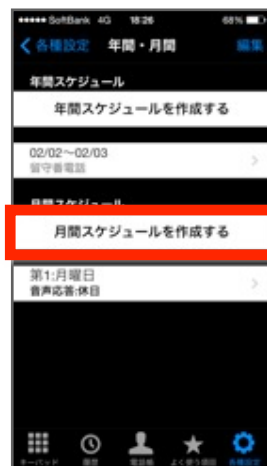 SoftBank 4G 18:26 68%
各種設定 年間・月間 編集
年間スケジュール
年間スケジュールを作成する
02/02～02/03
留守番電話
月間スケジュール
月間スケジュールを作成する
第1:月曜日
音声応答:休日
キーパッド 履歴 電話帳 よく使う項目 各種設定